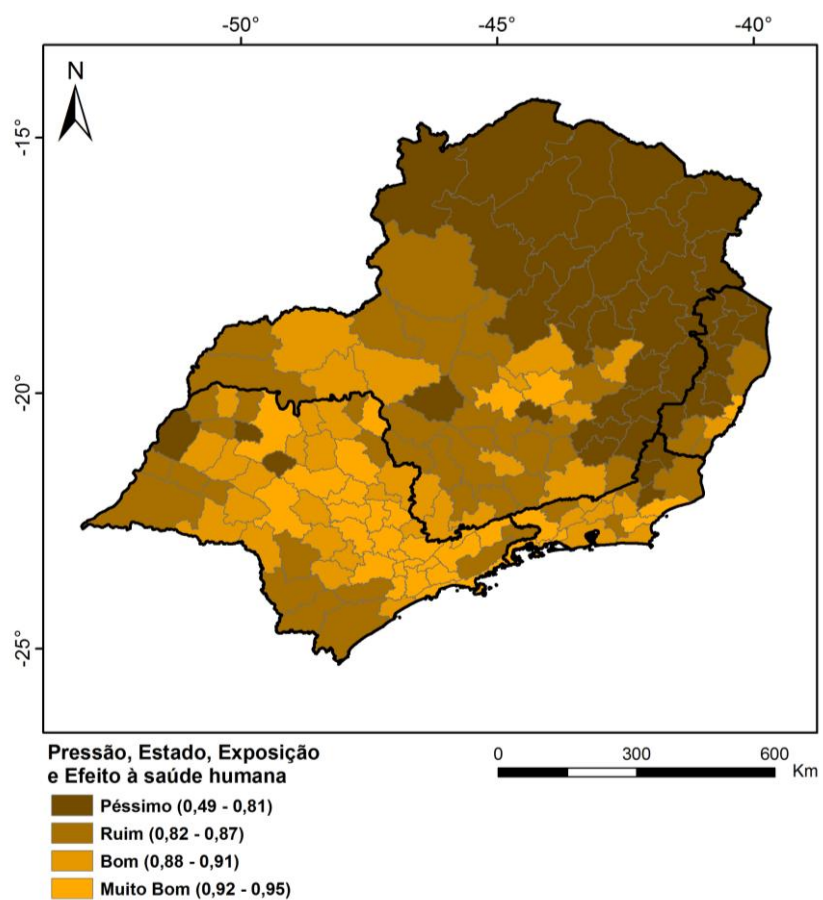 -50°
-45°
-40°
N
-15°
-20°
-25°
Pressão, Estado, Exposição
e Efeito à saúde humana
Péssimo (0,49 - 0,81)
Ruim (0,82 - 0,87)
Bom (0,88 - 0,91)
Muito Bom (0,92 - 0,95)
0
300
600
Km